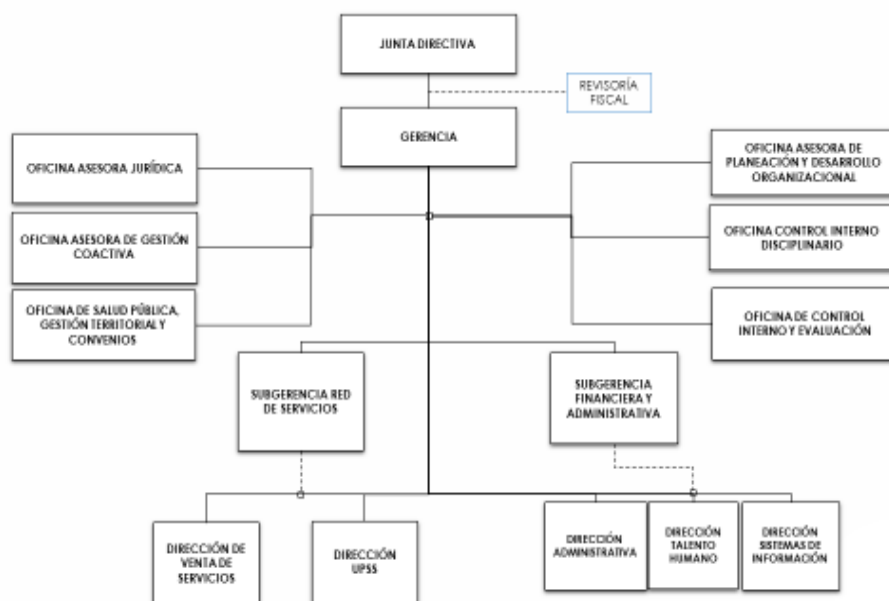 JUNTA DIRECTIVA
REVISORÍA
FISCAL
GERENCIA
OFICINA ASESORA JURÍDICA
OFICINA ASESORA DE
PLANEACIÓN Y DESARROLLO
ORGANIZACIONAL
OFICINA ASESORA DE GESTIÓN
COACTIVA
OFICINA CONTROL INTERNO
DISCIPLINARIO
OFICINA DE SALUD PÚBLICA,
GESTIÓN TERRITORIAL Y
CONVENIOS
OFICINA DE CONTROL
INTERNO Y EVALUACIÓN
SUBGERENCIA RED
DE SERVICIOS
SUBGERENCIA
FINANCIERA Y
ADMINISTRATIVA
DIRECCIÓN DE
VENTA DE
SERVICIOS
DIRECCIÓN
UPSS
DIRECCIÓN
ADMINISTRATIVA
DIRECCIÓN
TALENTO
HUMANO
DIRECCIÓN
SISTEMAS DE
INFORMACIÓN